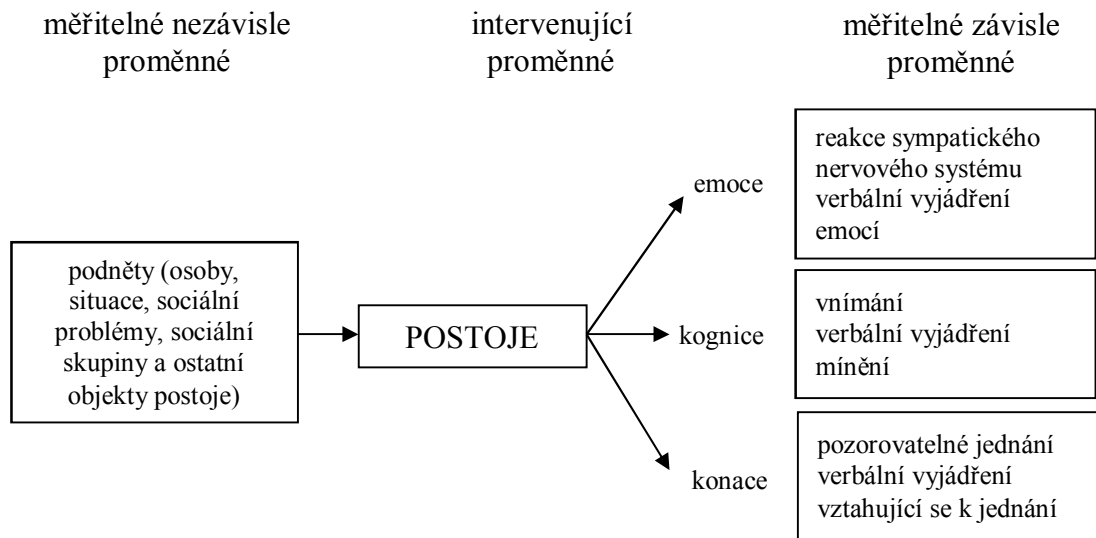 měřitelné nezávisle
proměnné
intervenující
proměnné
měřitelné závisle
proměnné
podněty (osoby,
situace, sociální
problémy, sociální
skupiny a ostatní
objekty postoje)
POSTOJE
emoce
kognice
konace
reakce sympatického
nervového systému
verbální vyjádření
emocí
vnímání
verbální vyjádření
mínění
pozorovatelné jednání
verbální vyjádření
vztahující se k jednání